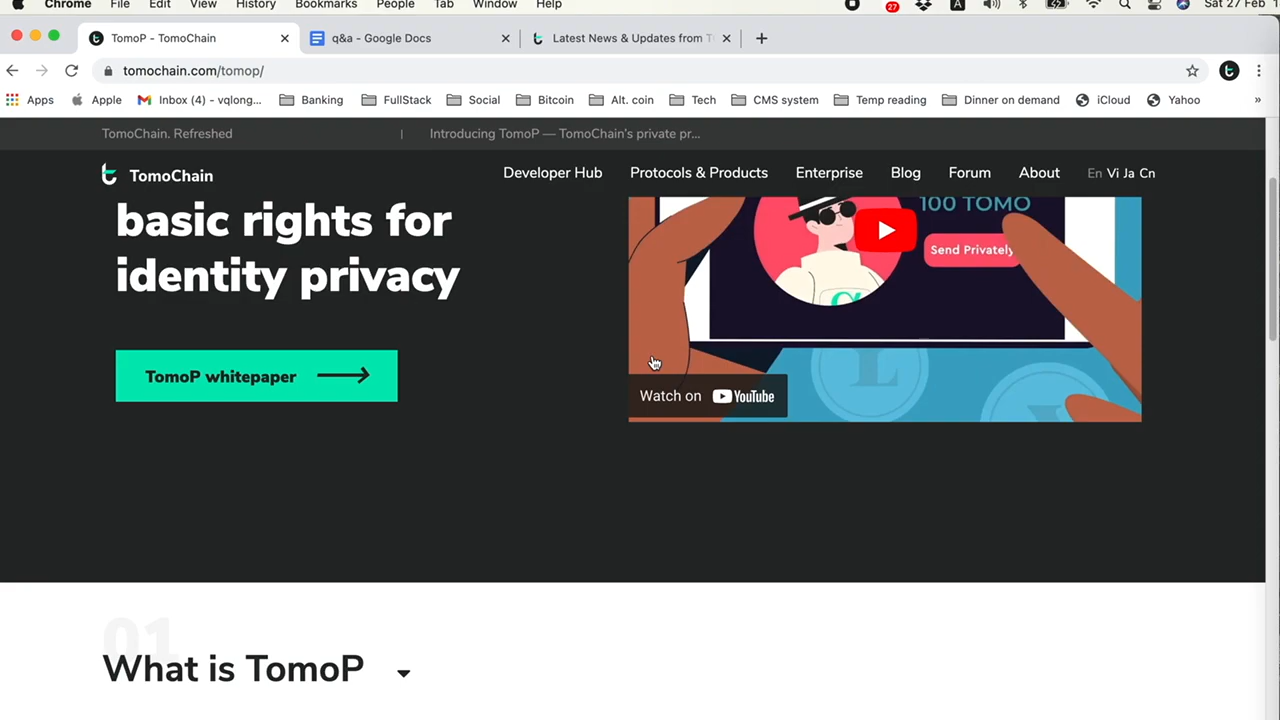 Chrome File Edit View History Bookmarks People Tab Window Help 27 A Sat 27 Feb
TomoP - TomoChain q&a - Google Docs Latest News & Updates from
tomochain.com/tomop/
Apps Apple Inbox (4) - vqlong... Banking FullStack Social Bitcoin Alt. coin Tech CMS system Temp reading Dinner on demand iCloud Yahoo »
TomoChain. Refreshed | Introducing TomoP — TomoChain's private pr...
TomoChain Developer Hub Protocols & Products Enterprise Blog Forum About En Vi Ja Cn
basic rights for
identity privacy
100 TOMO
Send Privately
TomoP whitepaper
Watch on YouTube
01
What is TomoP